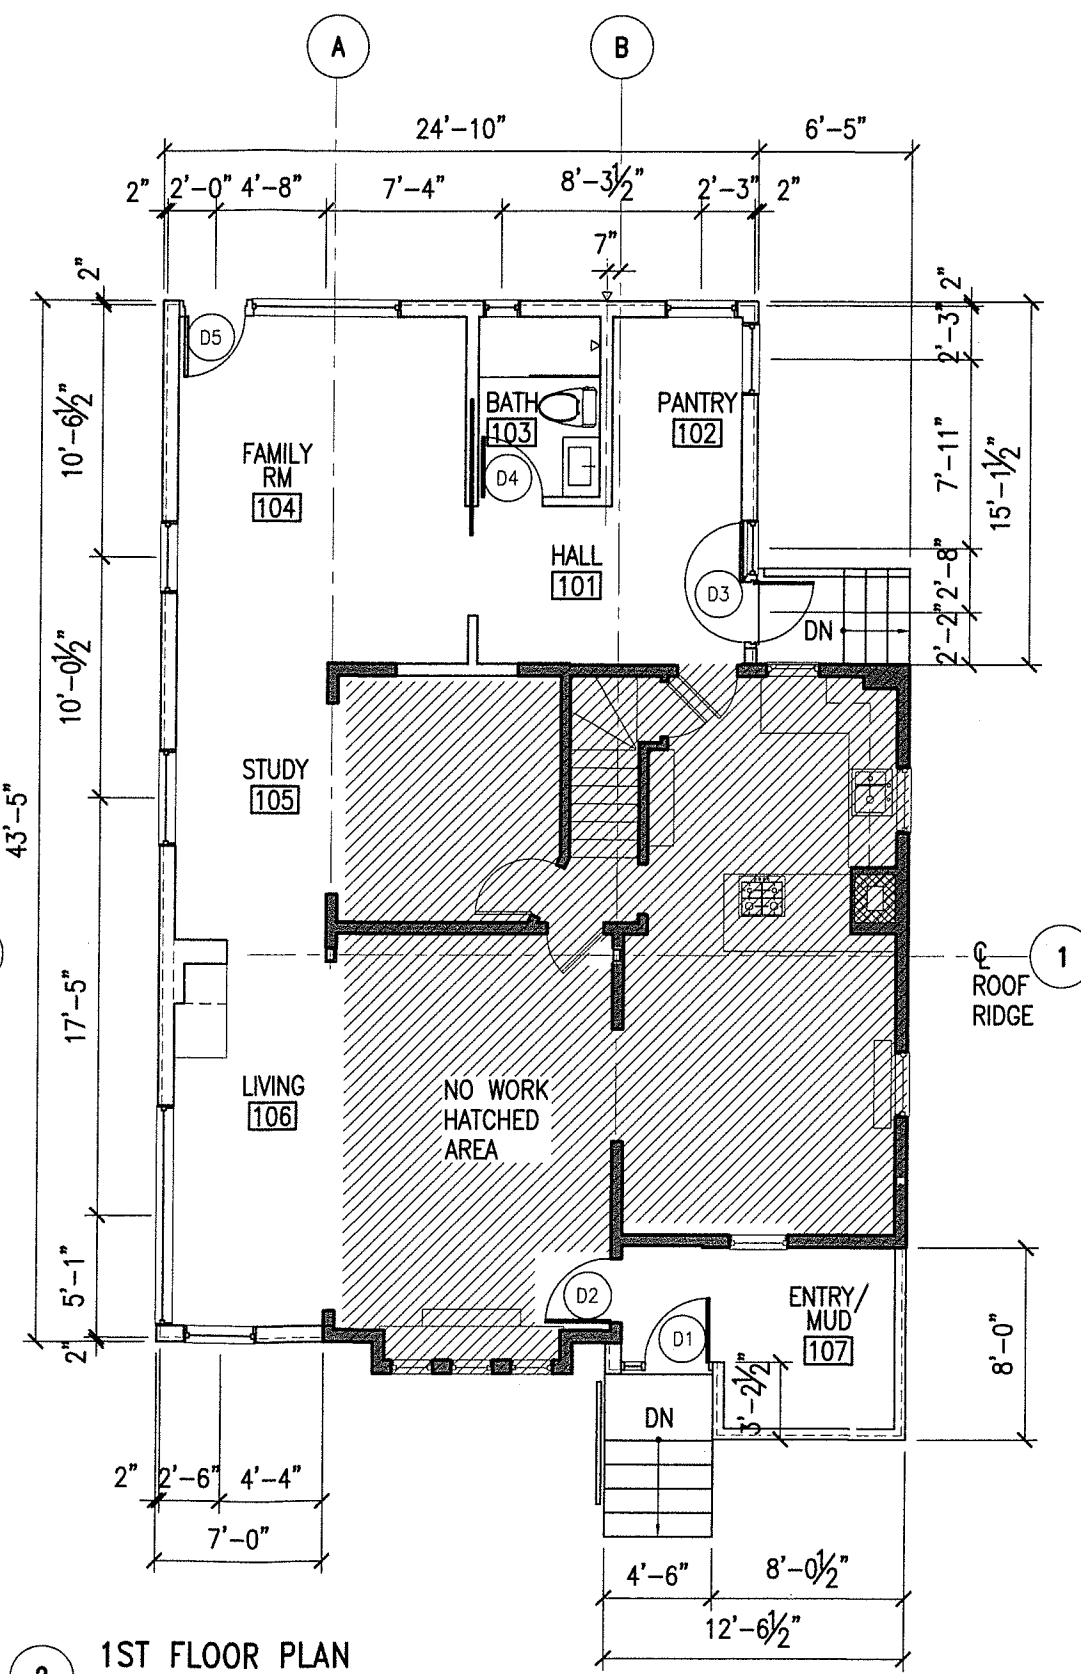 A
B
24'-10"
6'-5"
2"
2'-0"
4'-8"
7'-4"
8'-3½"
2'-3"
2"
7"
2"
2"
2'-3"
D5
10'-6½"
BATH
103
PANTRY
102
7'-11"
15'-1½"
FAMILY
RM
104
D4
HALL
101
D3
2'-8"
DN
2'-2"
10'-0½"
STUDY
105
43'-5"
17'-5"
℄
ROOF
RIDGE
1
LIVING
106
NO WORK
HATCHED
AREA
5'-1"
2"
D2
D1
ENTRY/
MUD
107
8'-0"
3'-2½"
DN
2"
2'-6"
4'-4"
7'-0"
4'-6"
8'-0½"
12'-6½"
1ST FLOOR PLAN